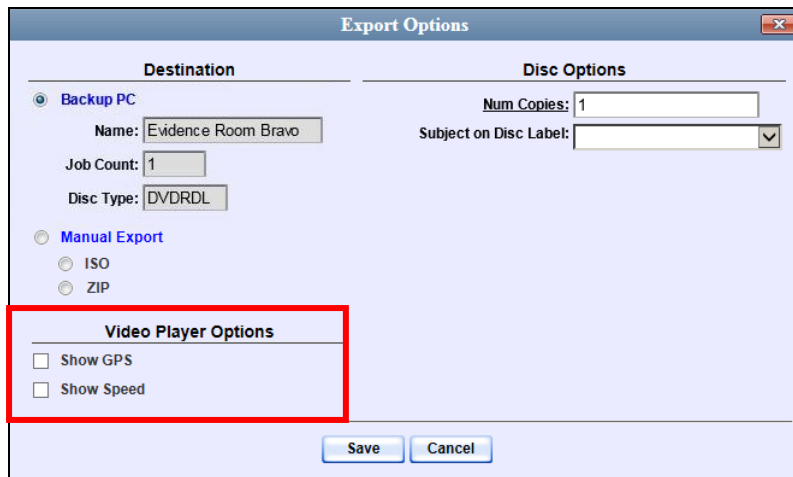 Export Options
Destination
Backup PC
Name: Evidence Room Bravo
Job Count: 1
Disc Type: DVDRDL
Manual Export
ISO
ZIP
Video Player Options
Show GPS
Show Speed
Disc Options
Num Copies: 1
Subject on Disc Label:
Save
Cancel